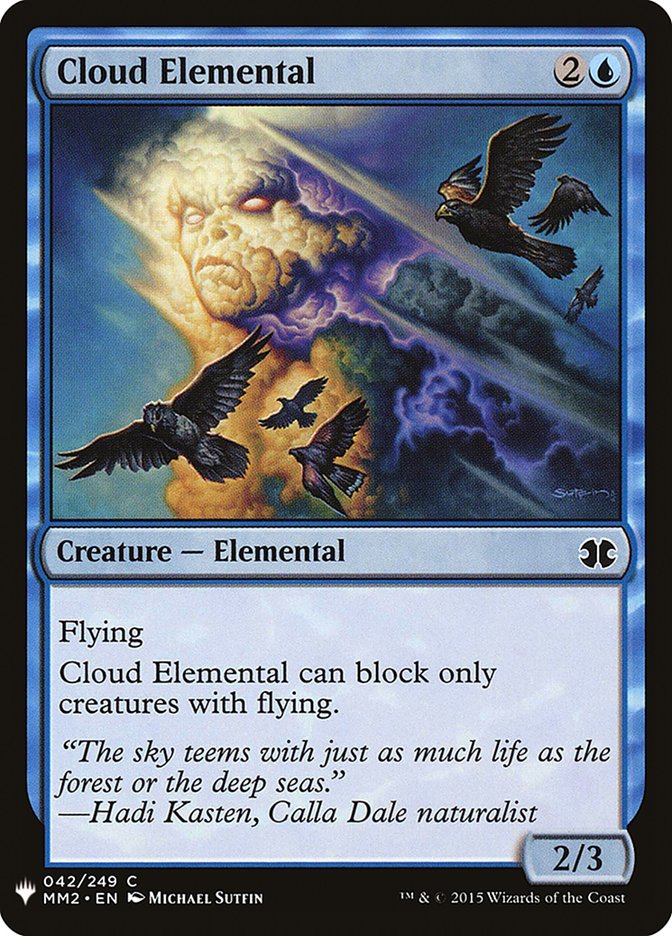 Cloud Elemental
2
Sutfin
Creature — Elemental
Flying
Cloud Elemental can block only
creatures with flying.
“The sky teems with just as much life as the
forest or the deep seas.”
—Hadi Kasten, Calla Dale naturalist
2/3
042/249 C
MM2 • EN Michael Sutfin
™ & © 2015 Wizards of the Coast